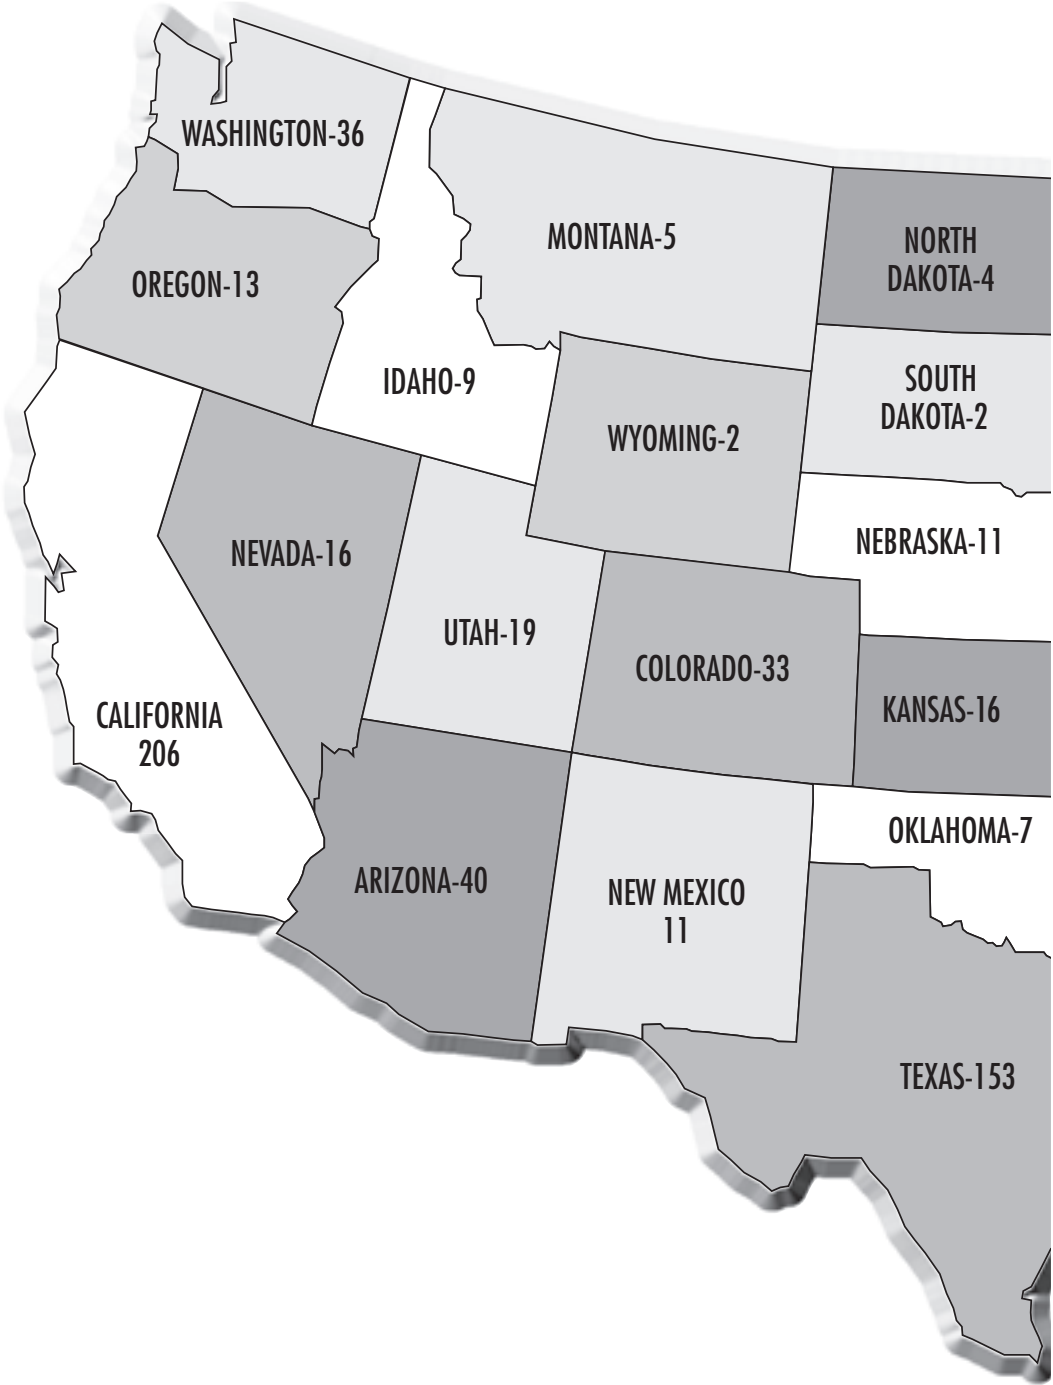 WASHINGTON-36
MONTANA-5
NORTH
DAKOTA-4
OREGON-13
IDAHO-9
SOUTH
DAKOTA-2
WYOMING-2
NEBRASKA-11
NEVADA-16
UTAH-19
COLORADO-33
KANSAS-16
CALIFORNIA
206
OKLAHOMA-7
ARIZONA-40
NEW MEXICO
11
TEXAS-153